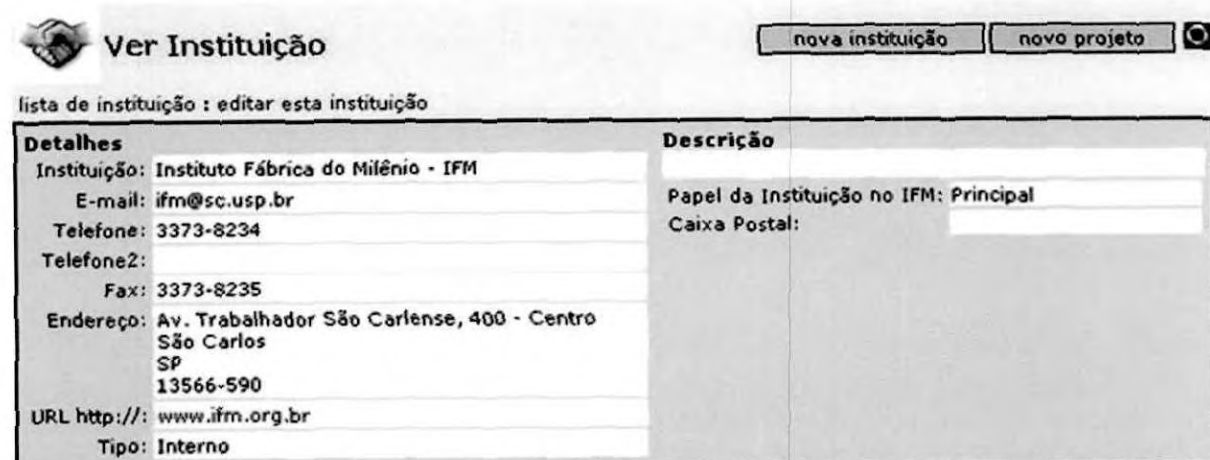 Ver Instituição
nova instituição
novo projeto
lista de instituição : editar esta instituição
Detalhes
Instituição: Instituto Fábrica do Milênio - IFM
E-mail: ifm@sc.usp.br
Telefone: 3373-8234
Telefone2:
Fax: 3373-8235
Endereço: Av. Trabalhador São Carlense, 400 - Centro
São Carlos
SP
13566-590
URL http://: www.ifm.org.br
Tipo: Interno
Descrição
Papel da Instituição no IFM: Principal
Caixa Postal: